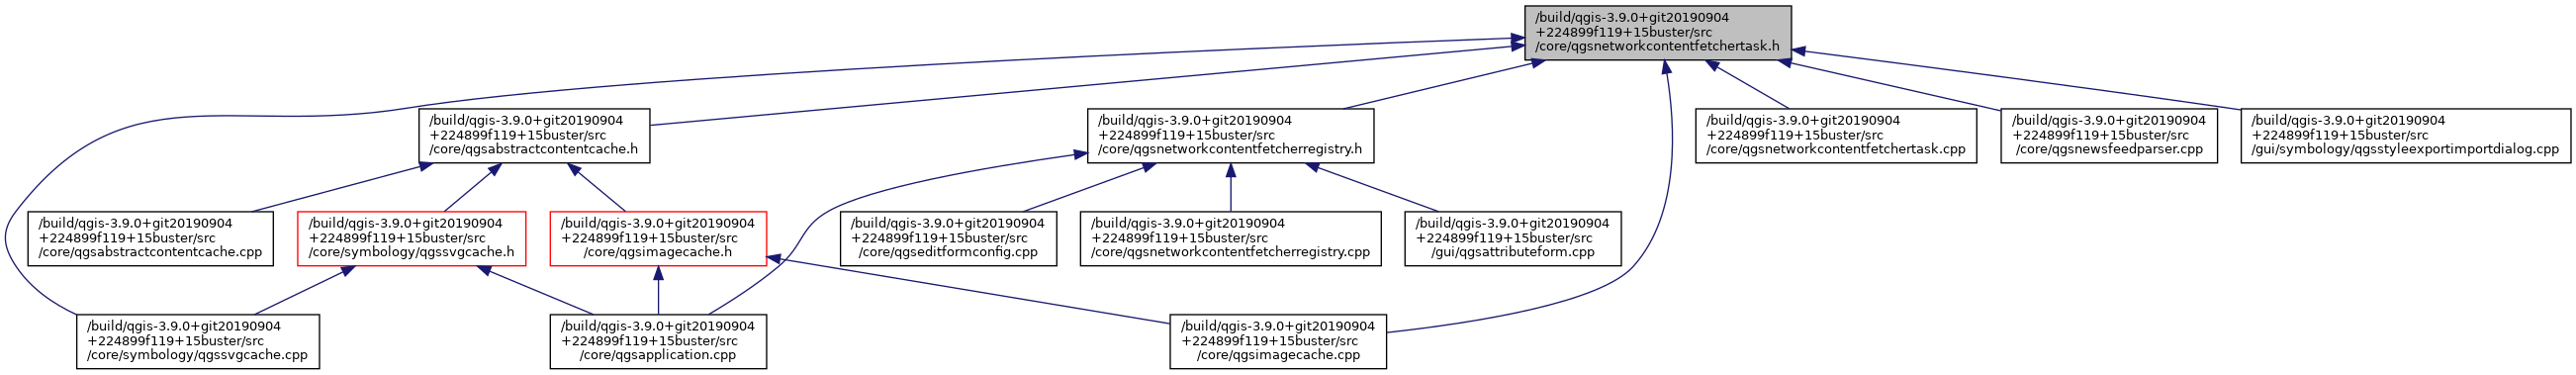 /build/qgis-3.9.0+git20190904
+224899f119+15buster/src
/core/qgsnetworkcontentfetchertask.h
/build/qgis-3.9.0+git20190904
+224899f119+15buster/src
/core/qgsabstractcontentcache.h
/build/qgis-3.9.0+git20190904
+224899f119+15buster/src
/core/qgsnetworkcontentfetcherregistry.h
/build/qgis-3.9.0+git20190904
+224899f119+15buster/src
/core/qgsnetworkcontentfetchertask.cpp
/build/qgis-3.9.0+git20190904
+224899f119+15buster/src
/core/qgsnewsfeedparser.cpp
/build/qgis-3.9.0+git20190904
+224899f119+15buster/src
/gui/symbology/qgsstyleexportimportdialog.cpp
/build/qgis-3.9.0+git20190904
+224899f119+15buster/src
/core/qgsabstractcontentcache.cpp
/build/qgis-3.9.0+git20190904
+224899f119+15buster/src
/core/symbology/qgssvgcache.h
/build/qgis-3.9.0+git20190904
+224899f119+15buster/src
/core/qgsimagecache.h
/build/qgis-3.9.0+git20190904
+224899f119+15buster/src
/core/qgseditformconfig.cpp
/build/qgis-3.9.0+git20190904
+224899f119+15buster/src
/core/qgsnetworkcontentfetcherregistry.cpp
/build/qgis-3.9.0+git20190904
+224899f119+15buster/src
/gui/qgsattributeform.cpp
/build/qgis-3.9.0+git20190904
+224899f119+15buster/src
/core/symbology/qgssvgcache.cpp
/build/qgis-3.9.0+git20190904
+224899f119+15buster/src
/core/qgsapplication.cpp
/build/qgis-3.9.0+git20190904
+224899f119+15buster/src
/core/qgsimagecache.cpp